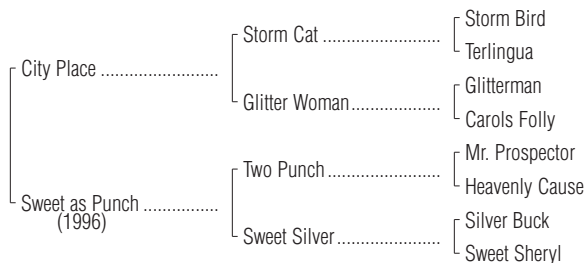 Storm Bird
Storm Cat ........................
Terlingua
City Place ........................
Glitterman
Glitter Woman..................
Carols Folly
Mr. Prospector
Two Punch .......................
Heavenly Cause
Sweet as Punch ................
(1996)
Silver Buck
Sweet Silver.....................
Sweet Sheryl